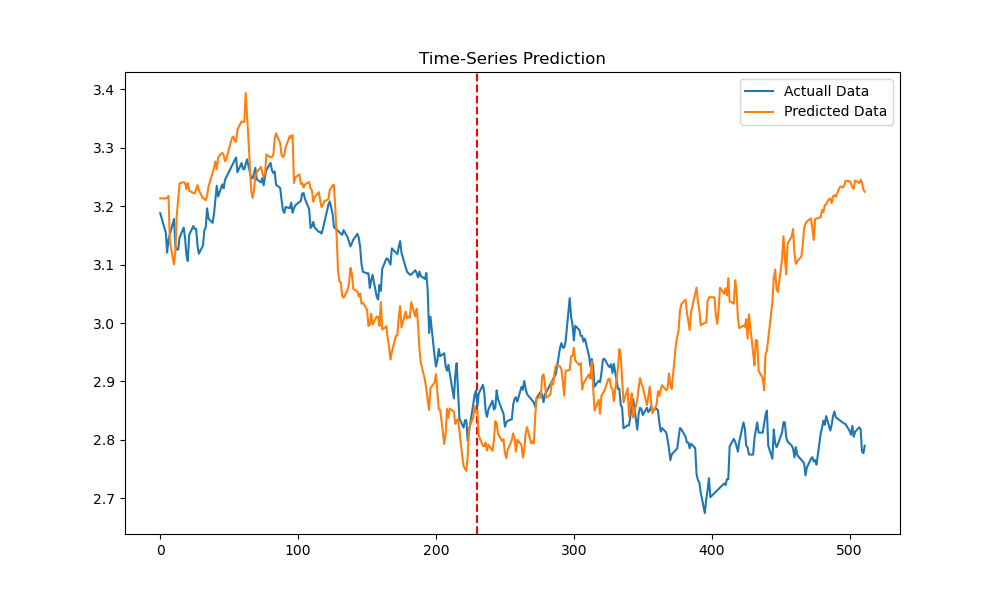 Time-Series Prediction
Actuall Data
Predicted Data
3.4
3.3
3.2
3.1
3.0
2.9
2.8
2.7
0 100 200 300 400 500